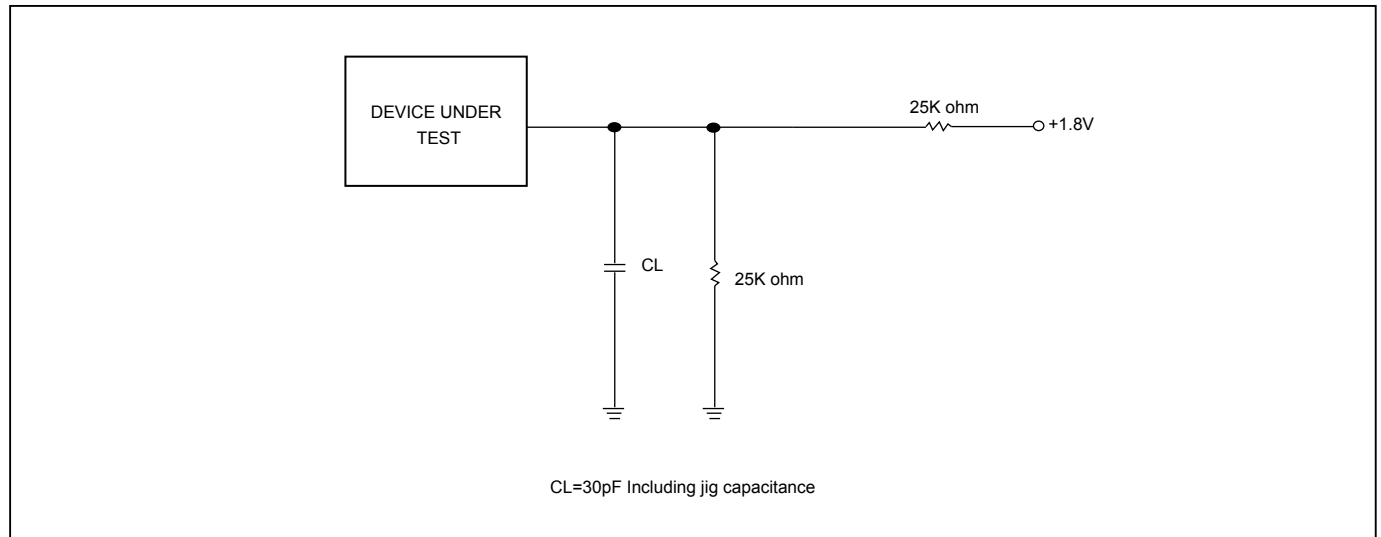 DEVICE UNDER
TEST
25K ohm
+1.8V
CL
25K ohm
CL=30pF Including jig capacitance